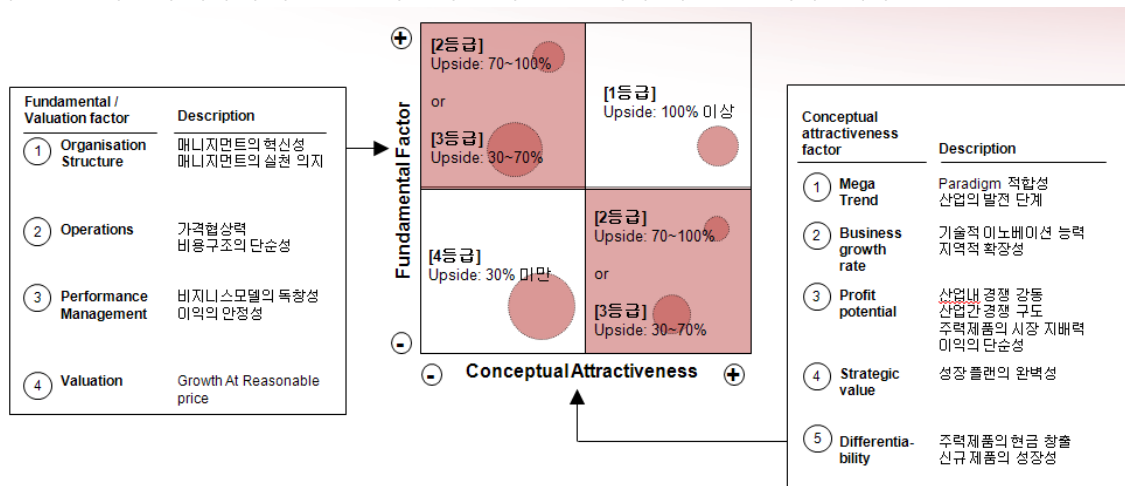 Fundamental /
Valuation factor
Description
1
Organisation
Structure
매니지먼트의 혁신성
매니지먼트의 실천 의지
2
Operations
가격협상력
비용구조의 단순성
3
Performance
Management
비지니스모델의 독창성
이익의 안정성
4
Valuation
Growth At Reasonable
price
+
Fundamental Factor
-
[2등급]
Upside: 70~100%
or
[3등급]
Upside: 30~70%
[1등급]
Upside: 100% 이상
[4등급]
Upside: 30% 미만
[2등급]
Upside: 70~100%
or
[3등급]
Upside: 30~70%
-
Conceptual Attractiveness
+
Conceptual
attractiveness
factor
Description
1
Mega
Trend
Paradigm 적합성
산업의 발전 단계
2
Business
growth
rate
기술적 이노베이션 능력
지역적 확장성
3
Profit
potential
산업내 경쟁 강동
산업간 경쟁 구도
주력제품의 시장 지배력
이익의 단순성
4
Strategic
value
성장 플랜의 완벽성
5
Differentia-
bility
주력제품의 현금 창출
신규 제품의 성장성